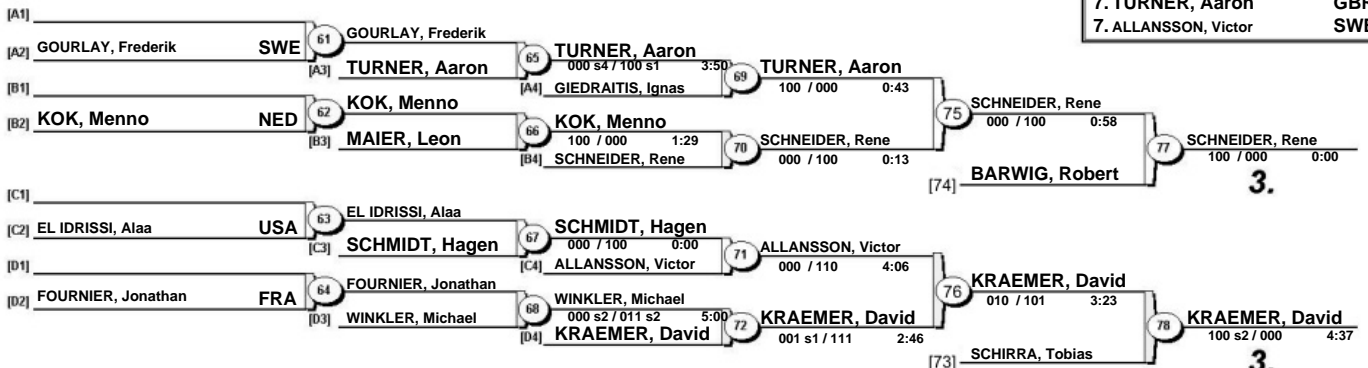 7. TURNER, Aaron
7. ALLANSSON, Victor SWE
[A1]
[A2] GOURLAY, Frederik SWE
61
GOURLAY, Frederik
[A3] TURNER, Aaron
65
TURNER, Aaron
000 s4 / 100 s1 3:50
[A4] GIEDRAITIS, Ignas
69
TURNER, Aaron
100 / 000 0:43
[B1]
[B2] KOK, Menno NED
62
KOK, Menno
[B3] MAIER, Leon
66
KOK, Menno
100 / 000 1:29
[B4] SCHNEIDER, Rene
70
SCHNEIDER, Rene
000 / 100 0:13
75
SCHNEIDER, Rene
000 / 100 0:58
[74] BARWIG, Robert
77
SCHNEIDER, Rene
100 / 000 0:00
3.
[C1]
[C2] EL IDRISSI, Alaa USA
63
EL IDRISSI, Alaa
[C3] SCHMIDT, Hagen
67
SCHMIDT, Hagen
000 / 100 0:00
[C4] ALLANSSON, Victor
71
ALLANSSON, Victor
000 / 110 4:06
[D1]
[D2] FOURNIER, Jonathan FRA
64
FOURNIER, Jonathan
[D3] WINKLER, Michael
68
WINKLER, Michael
000 s2 / 011 s2 5:00
[D4] KRAEMER, David
72
KRAEMER, David
001 s1 / 111 2:46
76
KRAEMER, David
010 / 101 3:23
[73] SCHIRRA, Tobias
78
KRAEMER, David
100 s2 / 000 4:37
3.